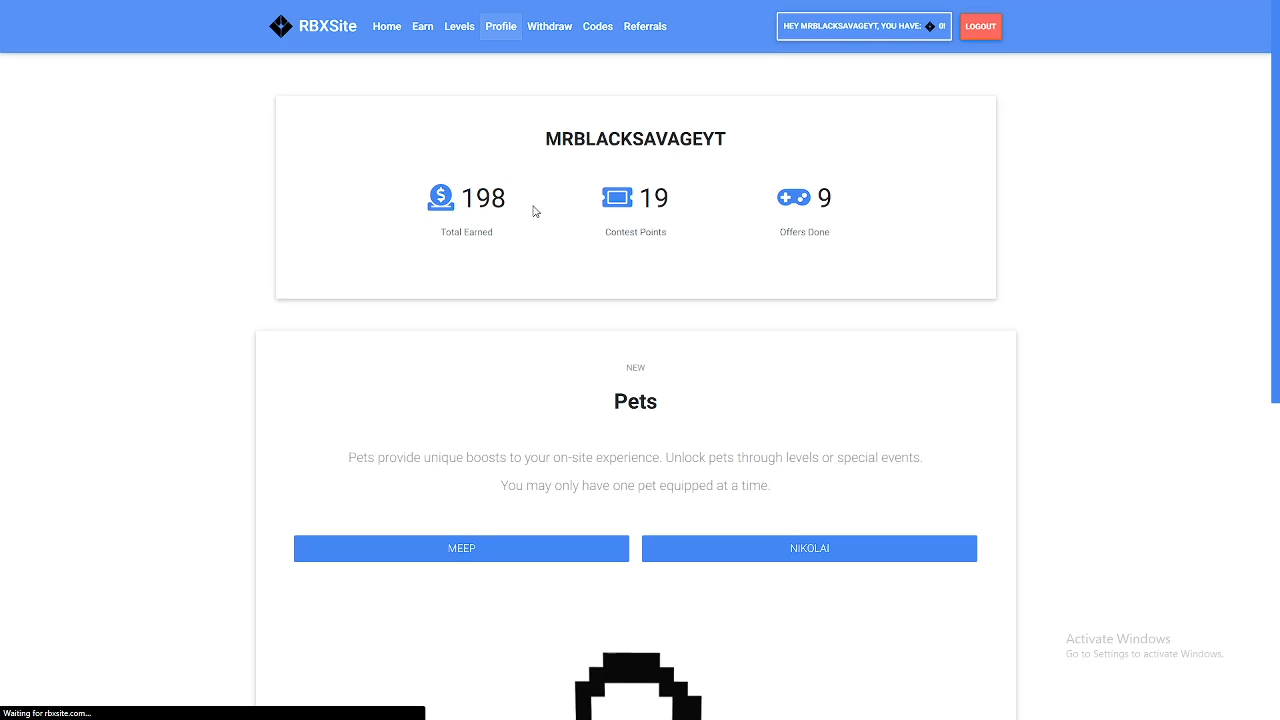 RBXSite Home Earn Levels Profile Withdraw Codes Referrals HEY MRBLACKSAVAGEYT, YOU HAVE: 0! LOGOUT
MRBLACKSAVAGEYT
198 19 9
Total Earned Contest Points Offers Done
NEW
Pets
Pets provide unique boosts to your on-site experience. Unlock pets through levels or special events.
You may only have one pet equipped at a time.
MEEP NIKOLAI
Activate Windows
Go to Settings to activate Windows.
Waiting for rbxsite.com...